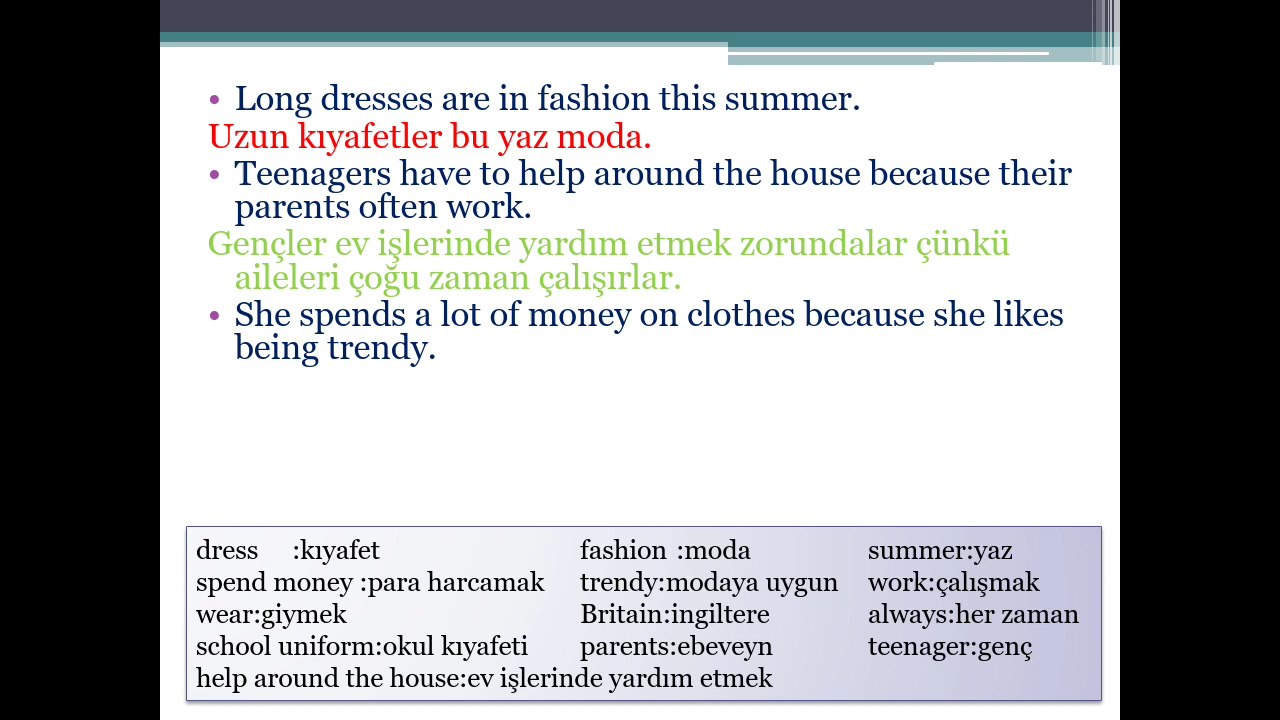 • Long dresses are in fashion this summer.
Uzun kıyafetler bu yaz moda.
• Teenagers have to help around the house because their
parents often work.
Gençler ev işlerinde yardım etmek zorundalar çünkü
aileleri çoğu zaman çalışırlar.
• She spends a lot of money on clothes because she likes
being trendy.
dress :kıyafet fashion :moda summer:yaz
spend money :para harcamak trendy:modaya uygun work:çalışmak
wear:giymek Britain:ingiltere always:her zaman
school uniform:okul kıyafeti parents:ebeveyn teenager:genç
help around the house:ev işlerinde yardım etmek